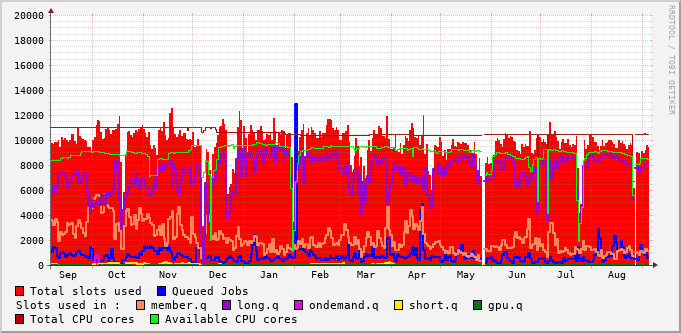 20000
18000
16000
14000
12000
10000
8000
6000
4000
2000
0
Sep Oct Nov Dec Jan Feb Mar Apr May Jun Jul Aug
Total slots used Queued Jobs
Slots used in : member.q long.q ondemand.q short.q gpu.q
Total CPU cores Available CPU cores
RRDTOOL / TOBI OETIKER